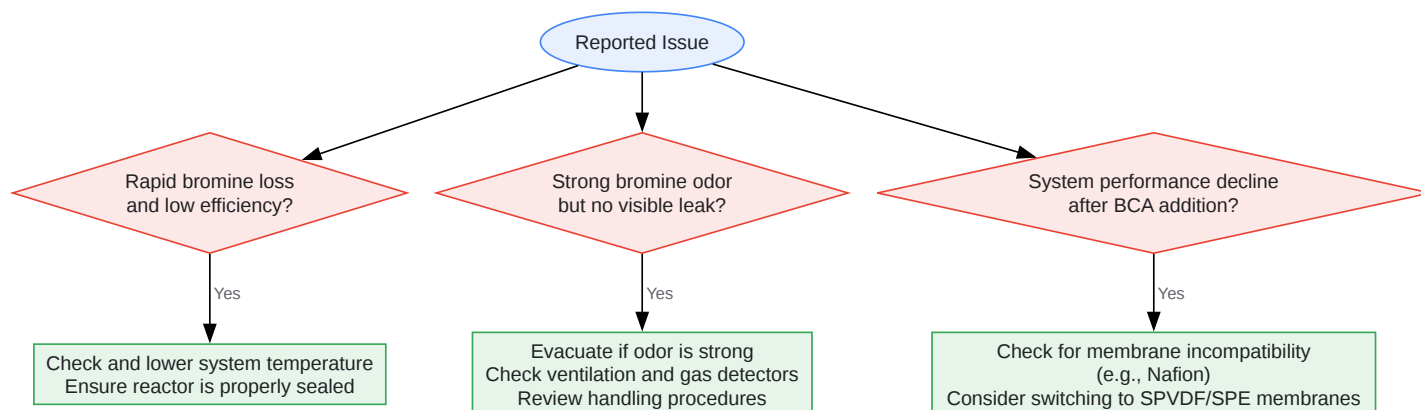 Reported Issue
Rapid bromine loss
and low efficiency?
Strong bromine odor
but no visible leak?
System performance decline
after BCA addition?
Yes
Yes
Yes
Check and lower system temperature
Ensure reactor is properly sealed
Evacuate if odor is strong
Check ventilation and gas detectors
Review handling procedures
Check for membrane incompatibility
(e.g., Nafion)
Consider switching to SPVDF/SPE membranes